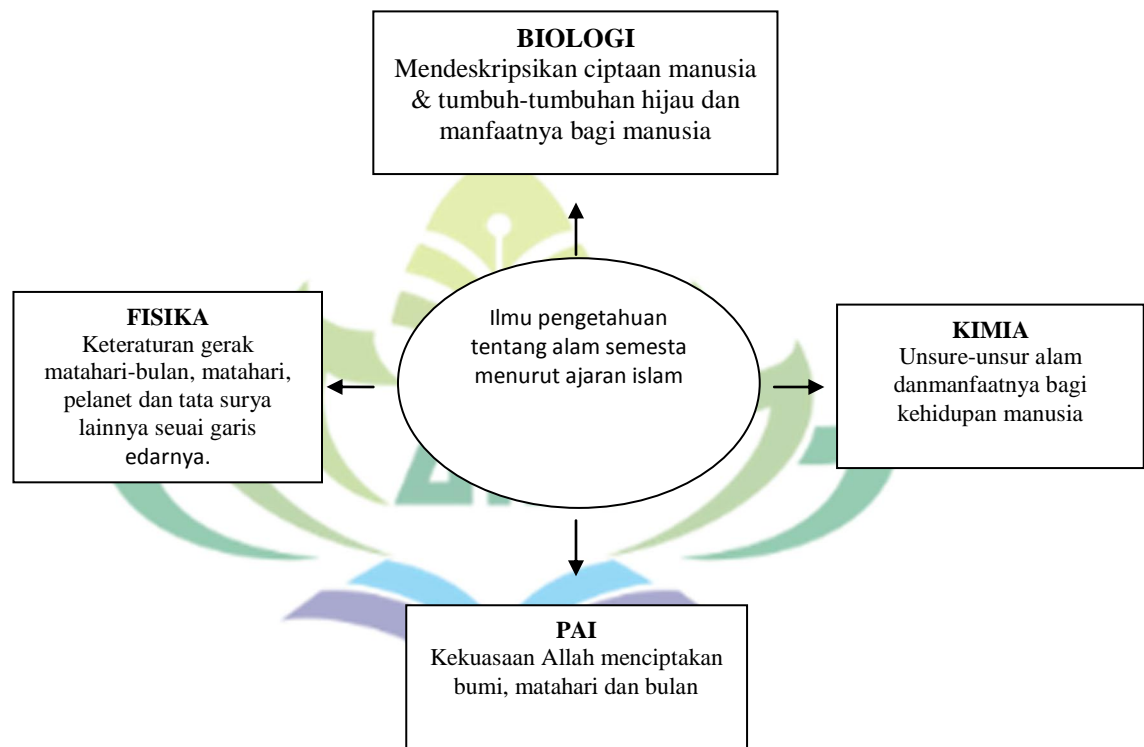 BIOLOGI
Mendeskripsikan ciptaan manusia
& tumbuh-tumbuhan hijau dan
manfaatnya bagi manusia
FISIKA
Keteraturan gerak
matahari-bulan, matahari,
pelanet dan tata surya
lainnya seuai garis
edarnya.
Ilmu pengetahuan
tentang alam semesta
menurut ajaran islam
KIMIA
Unsure-unsur alam
danmanfaatnya bagi
kehidupan manusia
PAI
Kekuasaan Allah menciptakan
bumi, matahari dan bulan